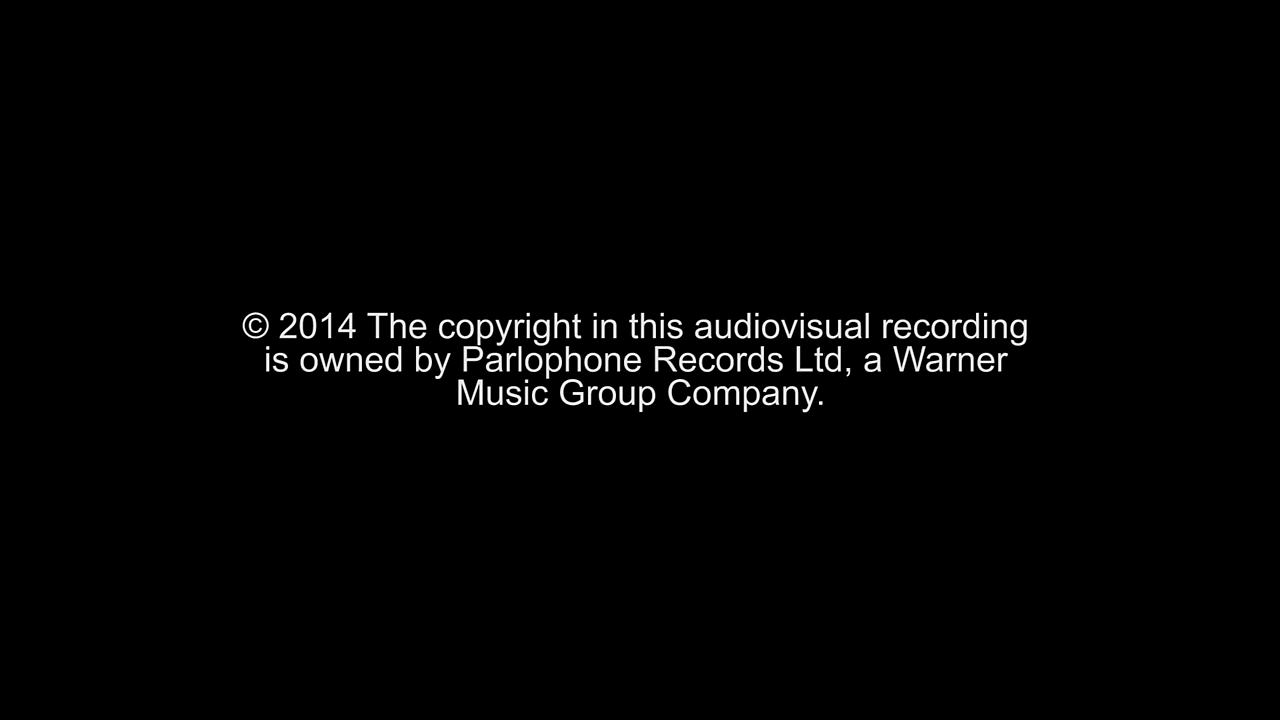 © 2014 The copyright in this audiovisual recording
is owned by Parlophone Records Ltd, a Warner
Music Group Company.